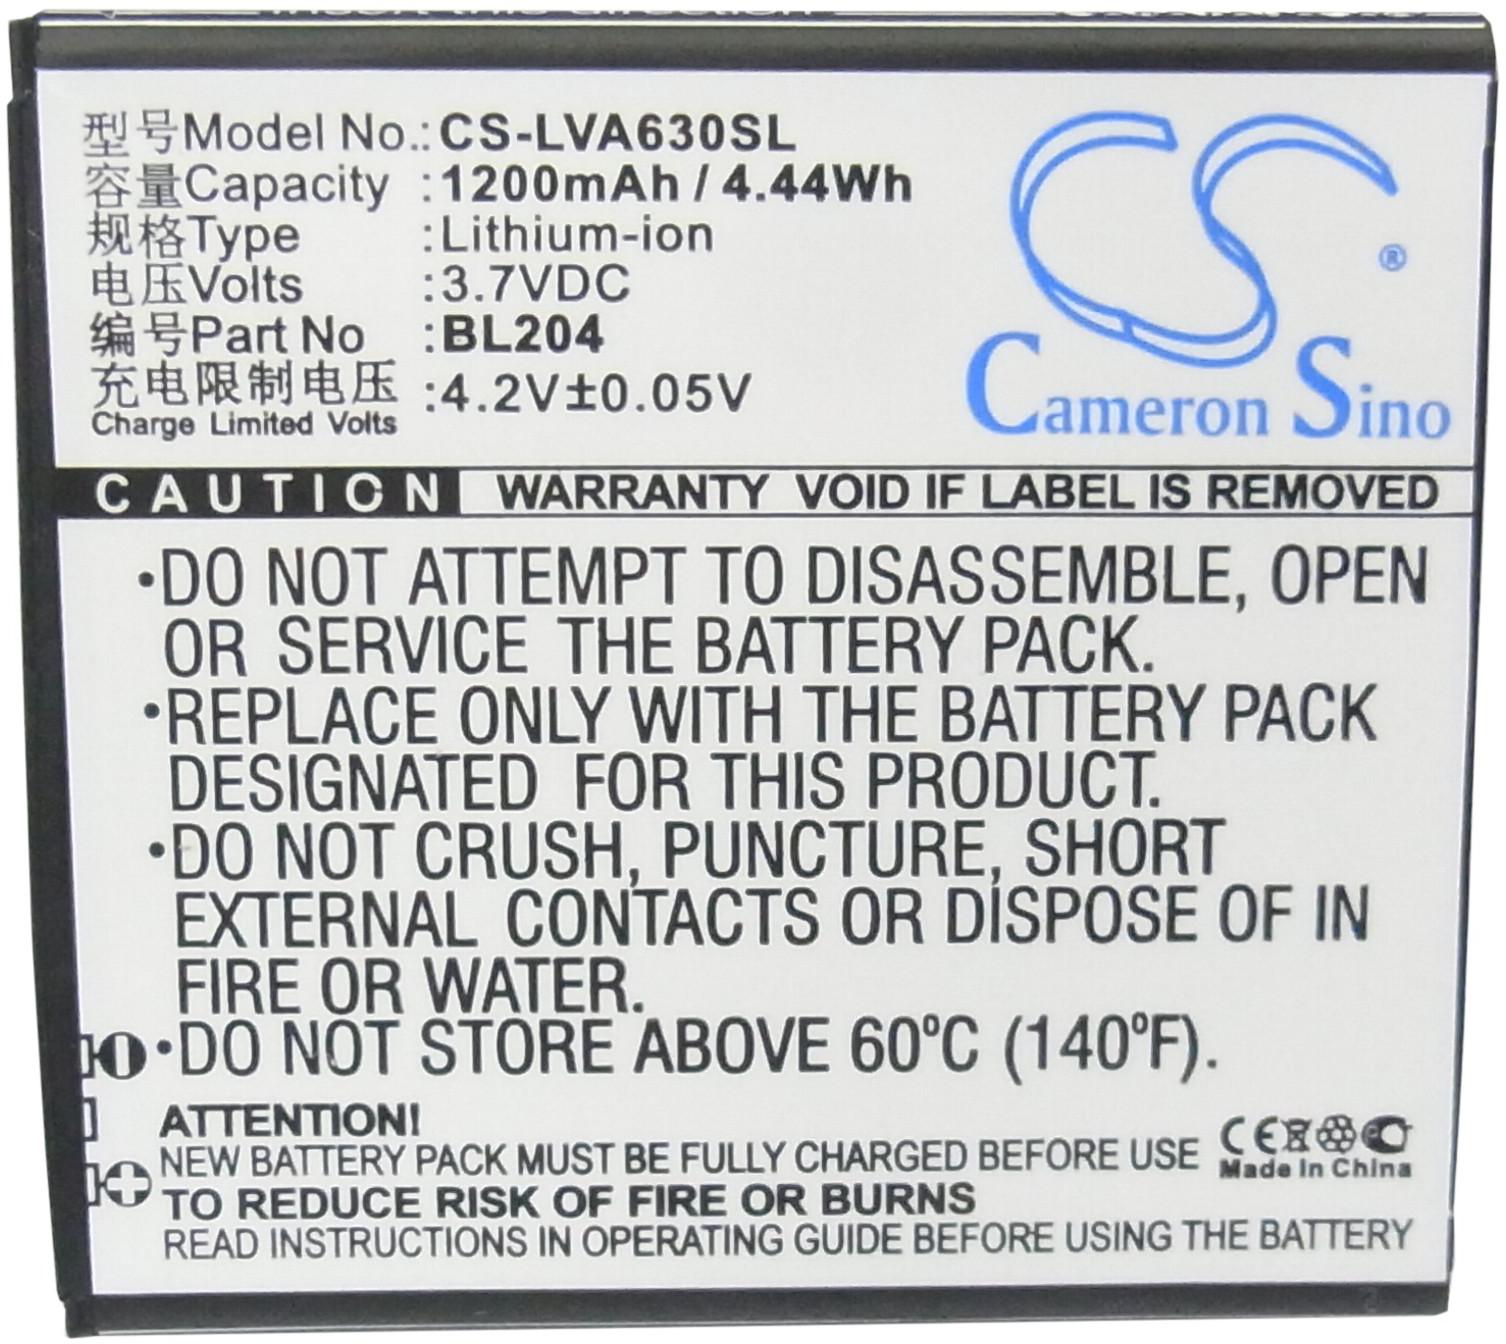 型号Model No.: CS-LVA630SL
容量Capacity :1200mAh / 4.44Wh
规格Type :Lithium-ion
电压Volts :3.7VDC
编号Part No :BL204
充电限制电压 :4.2V±0.05V
Charge Limited Volts
CS®
Cameron Sino
CAUTION WARRANTY VOID IF LABEL IS REMOVED
•DO NOT ATTEMPT TO DISASSEMBLE, OPEN
OR SERVICE THE BATTERY PACK.
•REPLACE ONLY WITH THE BATTERY PACK
DESIGNATED FOR THIS PRODUCT.
•DO NOT CRUSH, PUNCTURE, SHORT
EXTERNAL CONTACTS OR DISPOSE OF IN
FIRE OR WATER.
•DO NOT STORE ABOVE 60ºC (140ºF).
ATTENTION!
NEW BATTERY PACK MUST BE FULLY CHARGED BEFORE USE
CE
Made In China
TO REDUCE RISK OF FIRE OR BURNS
READ INSTRUCTIONS IN OPERATING GUIDE BEFORE USING THE BATTERY